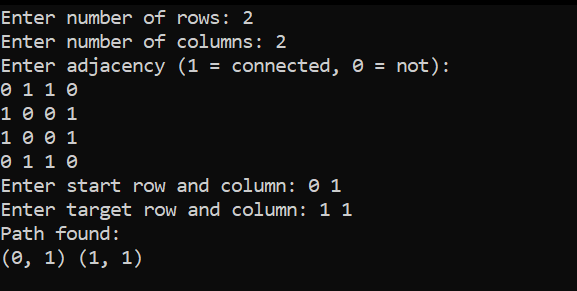 Enter number of rows: 2
Enter number of columns: 2
Enter adjacency (1 = connected, 0 = not):
0 1 1 0
1 0 0 1
1 0 0 1
0 1 1 0
Enter start row and column: 0 1
Enter target row and column: 1 1
Path found:
(0, 1) (1, 1)